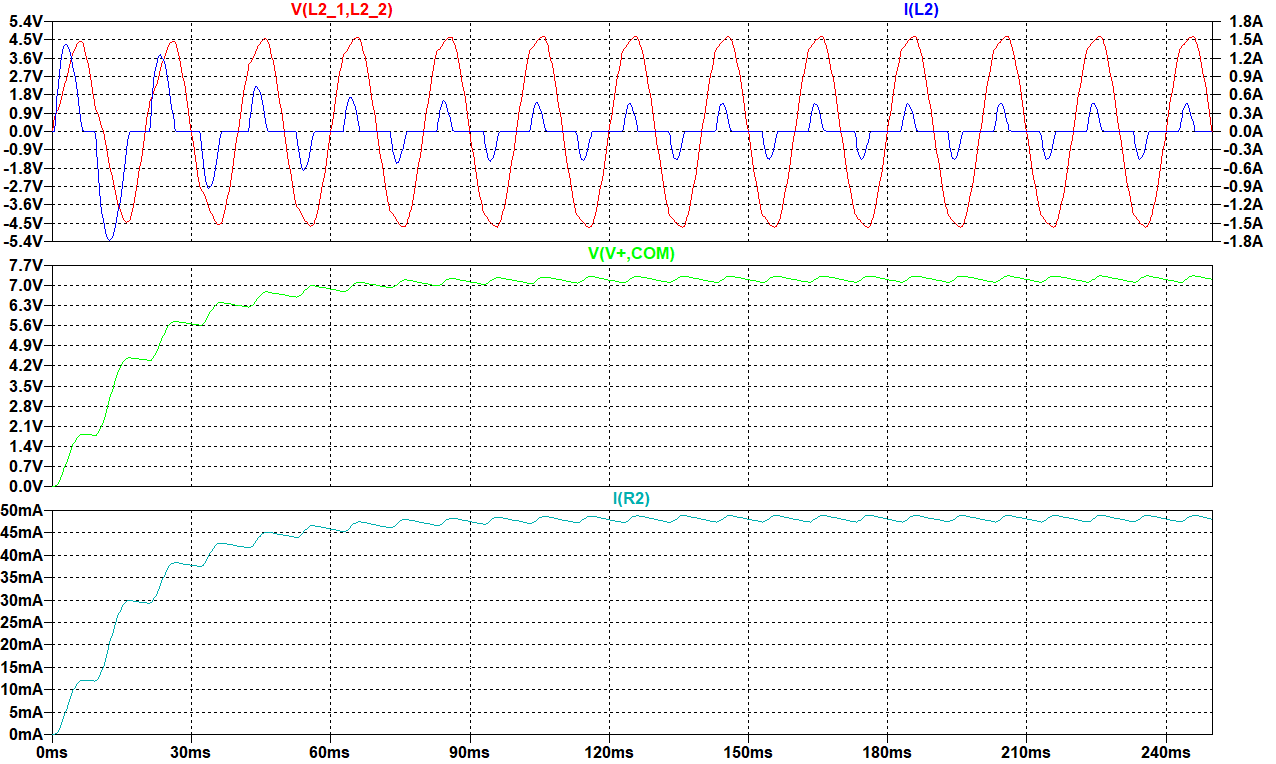 V(L2_1,L2_2) I(L2)
5.4V 1.8A
4.5V 1.5A
3.6V 1.2A
2.7V 0.9A
1.8V 0.6A
0.9V 0.3A
0.0V 0.0A
-0.9V -0.3A
-1.8V -0.6A
-2.7V -0.9A
-3.6V -1.2A
-4.5V -1.5A
-5.4V -1.8A
V(V+,COM)
7.7V
7.0V
6.3V
5.6V
4.9V
4.2V
3.5V
2.8V
2.1V
1.4V
0.7V
0.0V
I(R2)
50mA
45mA
40mA
35mA
30mA
25mA
20mA
15mA
10mA
5mA
0mA
0ms 30ms 60ms 90ms 120ms 150ms 180ms 210ms 240ms